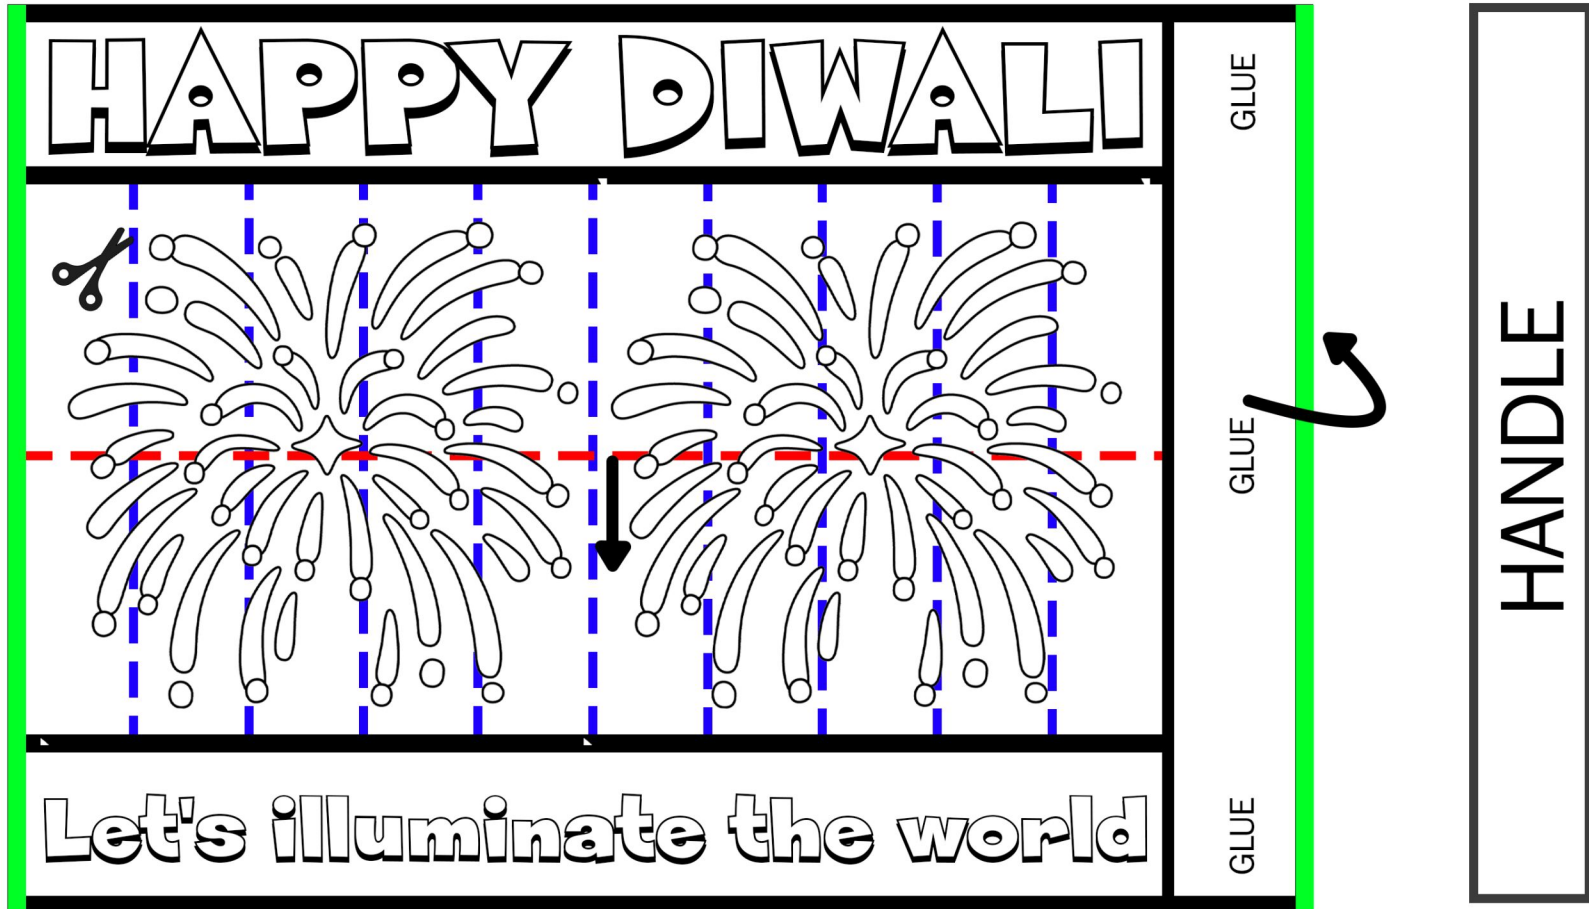 HAPPY DIWALI
GLUE
GLUE
HANDLE
Let's illuminate the world
GLUE